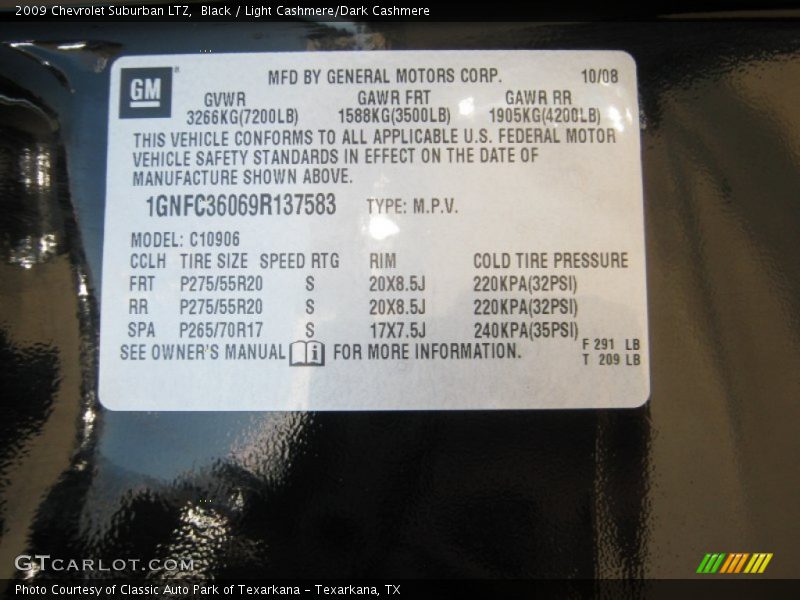 2009 Chevrolet Suburban LTZ, Black / Light Cashmere/Dark Cashmere
GM
MFD BY GENERAL MOTORS CORP. 10/08
GVWR GAWR FRT GAWR RR
3266KG(7200LB) 1588KG(3500LB) 1905KG(4200LB)
THIS VEHICLE CONFORMS TO ALL APPLICABLE U.S. FEDERAL MOTOR
VEHICLE SAFETY STANDARDS IN EFFECT ON THE DATE OF
MANUFACTURE SHOWN ABOVE.
1GNFC36069R137583 TYPE: M.P.V.
MODEL: C10906
CCLH TIRE SIZE SPEED RTG RIM COLD TIRE PRESSURE
FRT P275/55R20 S 20X8.5J 220KPA(32PSI)
RR P275/55R20 S 20X8.5J 220KPA(32PSI)
SPA P265/70R17 S 17X7.5J 240KPA(35PSI)
SEE OWNER'S MANUAL i FOR MORE INFORMATION.
F 291 LB
T 209 LB
GTCARLOT.COM
Photo Courtesy of Classic Auto Park of Texarkana - Texarkana, TX